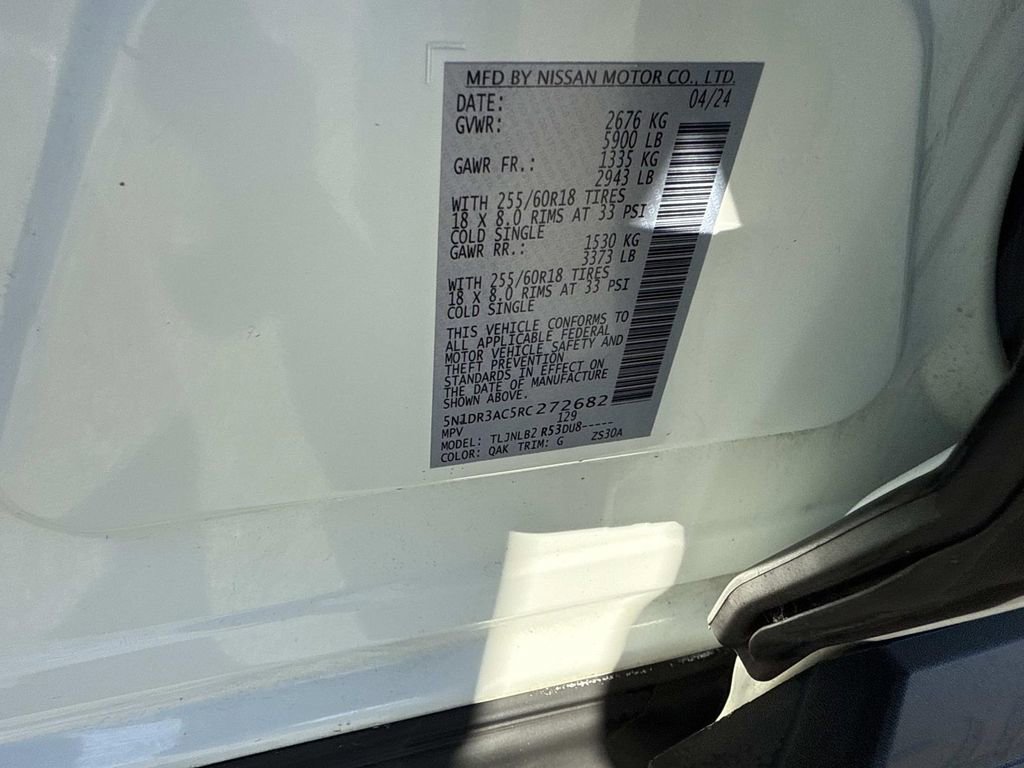 MFD BY NISSAN MOTOR CO., LTD.
DATE: 04/24
GVWR: 2676 KG
5900 LB
GAWR FR.: 1335 KG
2943 LB
WITH 255/60R18 TIRES
18 X 8.0 RIMS AT 33 PSI
COLD SINGLE
GAWR RR.: 1530 KG
3373 LB
WITH 255/60R18 TIRES
18 X 8.0 RIMS AT 33 PSI
COLD SINGLE
THIS VEHICLE CONFORMS TO
ALL APPLICABLE FEDERAL
MOTOR VEHICLE SAFETY AND
THEFT PREVENTION
STANDARDS IN EFFECT ON
THE DATE OF MANUFACTURE
SHOWN ABOVE.
5N1DR3AC5RC272682
MPV 129
MODEL: TLJNLB2 R53DU8-----
COLOR: QAK TRIM: G ZS30A